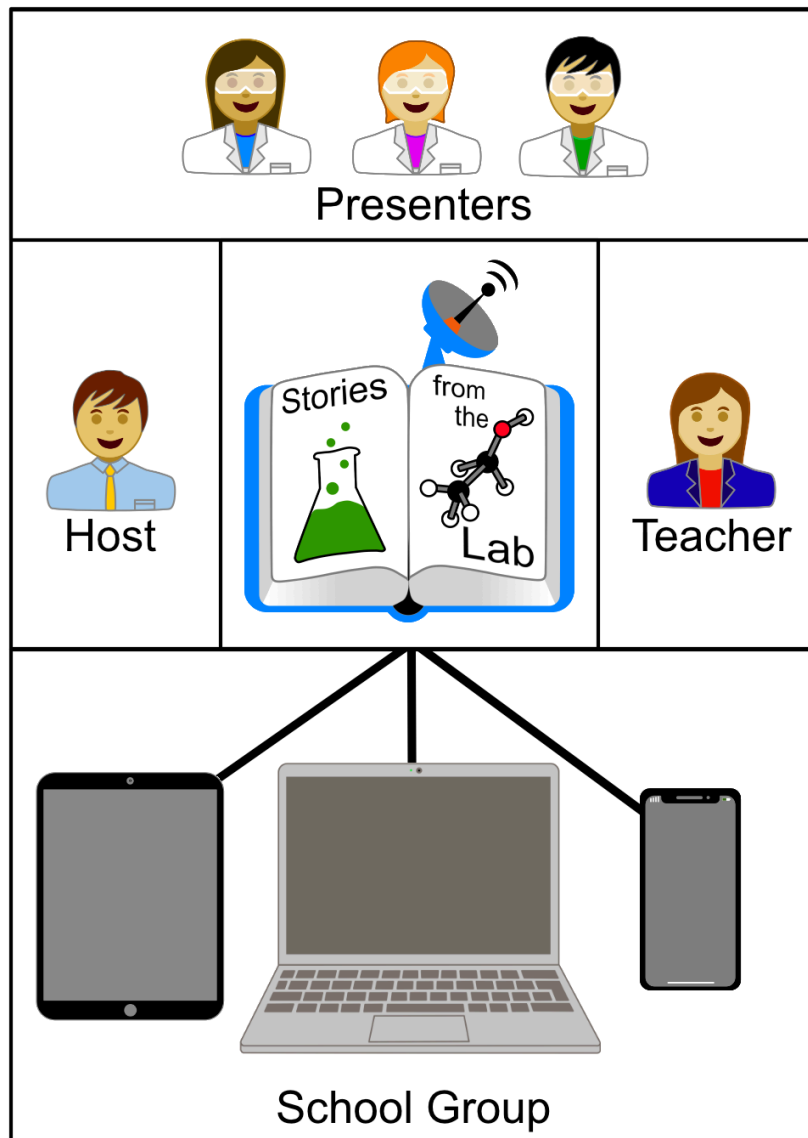 Presenters
Stories
from
the
Lab
Host
Teacher
School Group